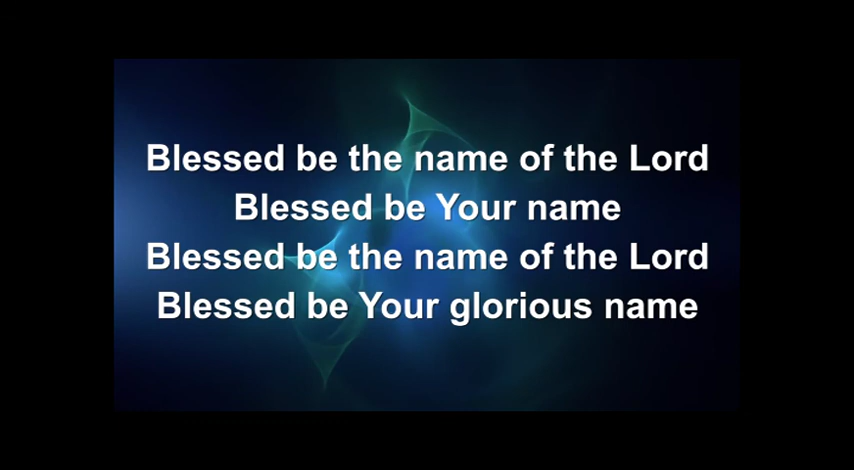 Blessed be the name of the Lord
Blessed be Your name
Blessed be the name of the Lord
Blessed be Your glorious name